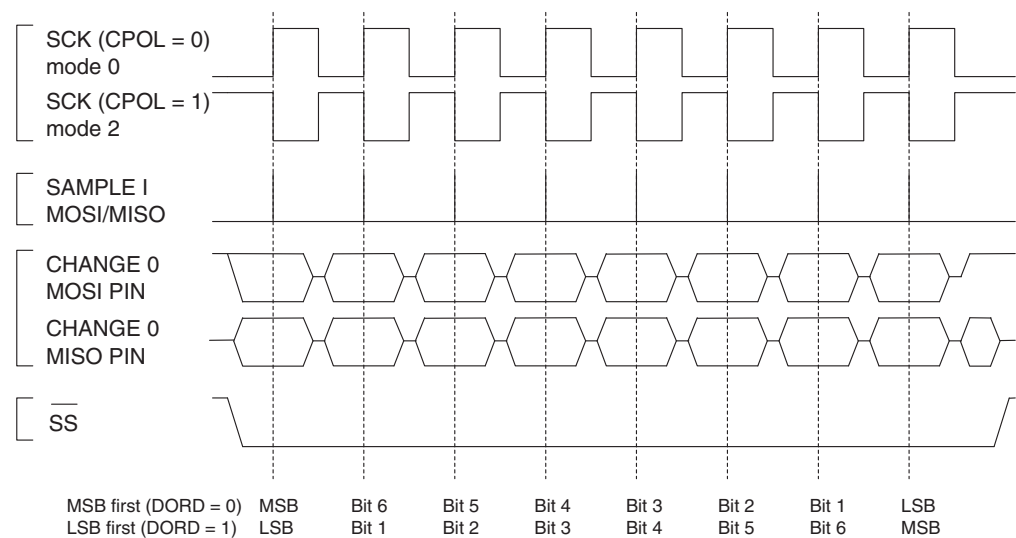 SCK (CPOL = 0)
mode 0
SCK (CPOL = 1)
mode 2
SAMPLE I
MOSI/MISO
CHANGE 0
MOSI PIN
CHANGE 0
MISO PIN
SS
MSB first (DORD = 0) MSB Bit 6 Bit 5 Bit 4 Bit 3 Bit 2 Bit 1 LSB
LSB first (DORD = 1) LSB Bit 1 Bit 2 Bit 3 Bit 4 Bit 5 Bit 6 MSB